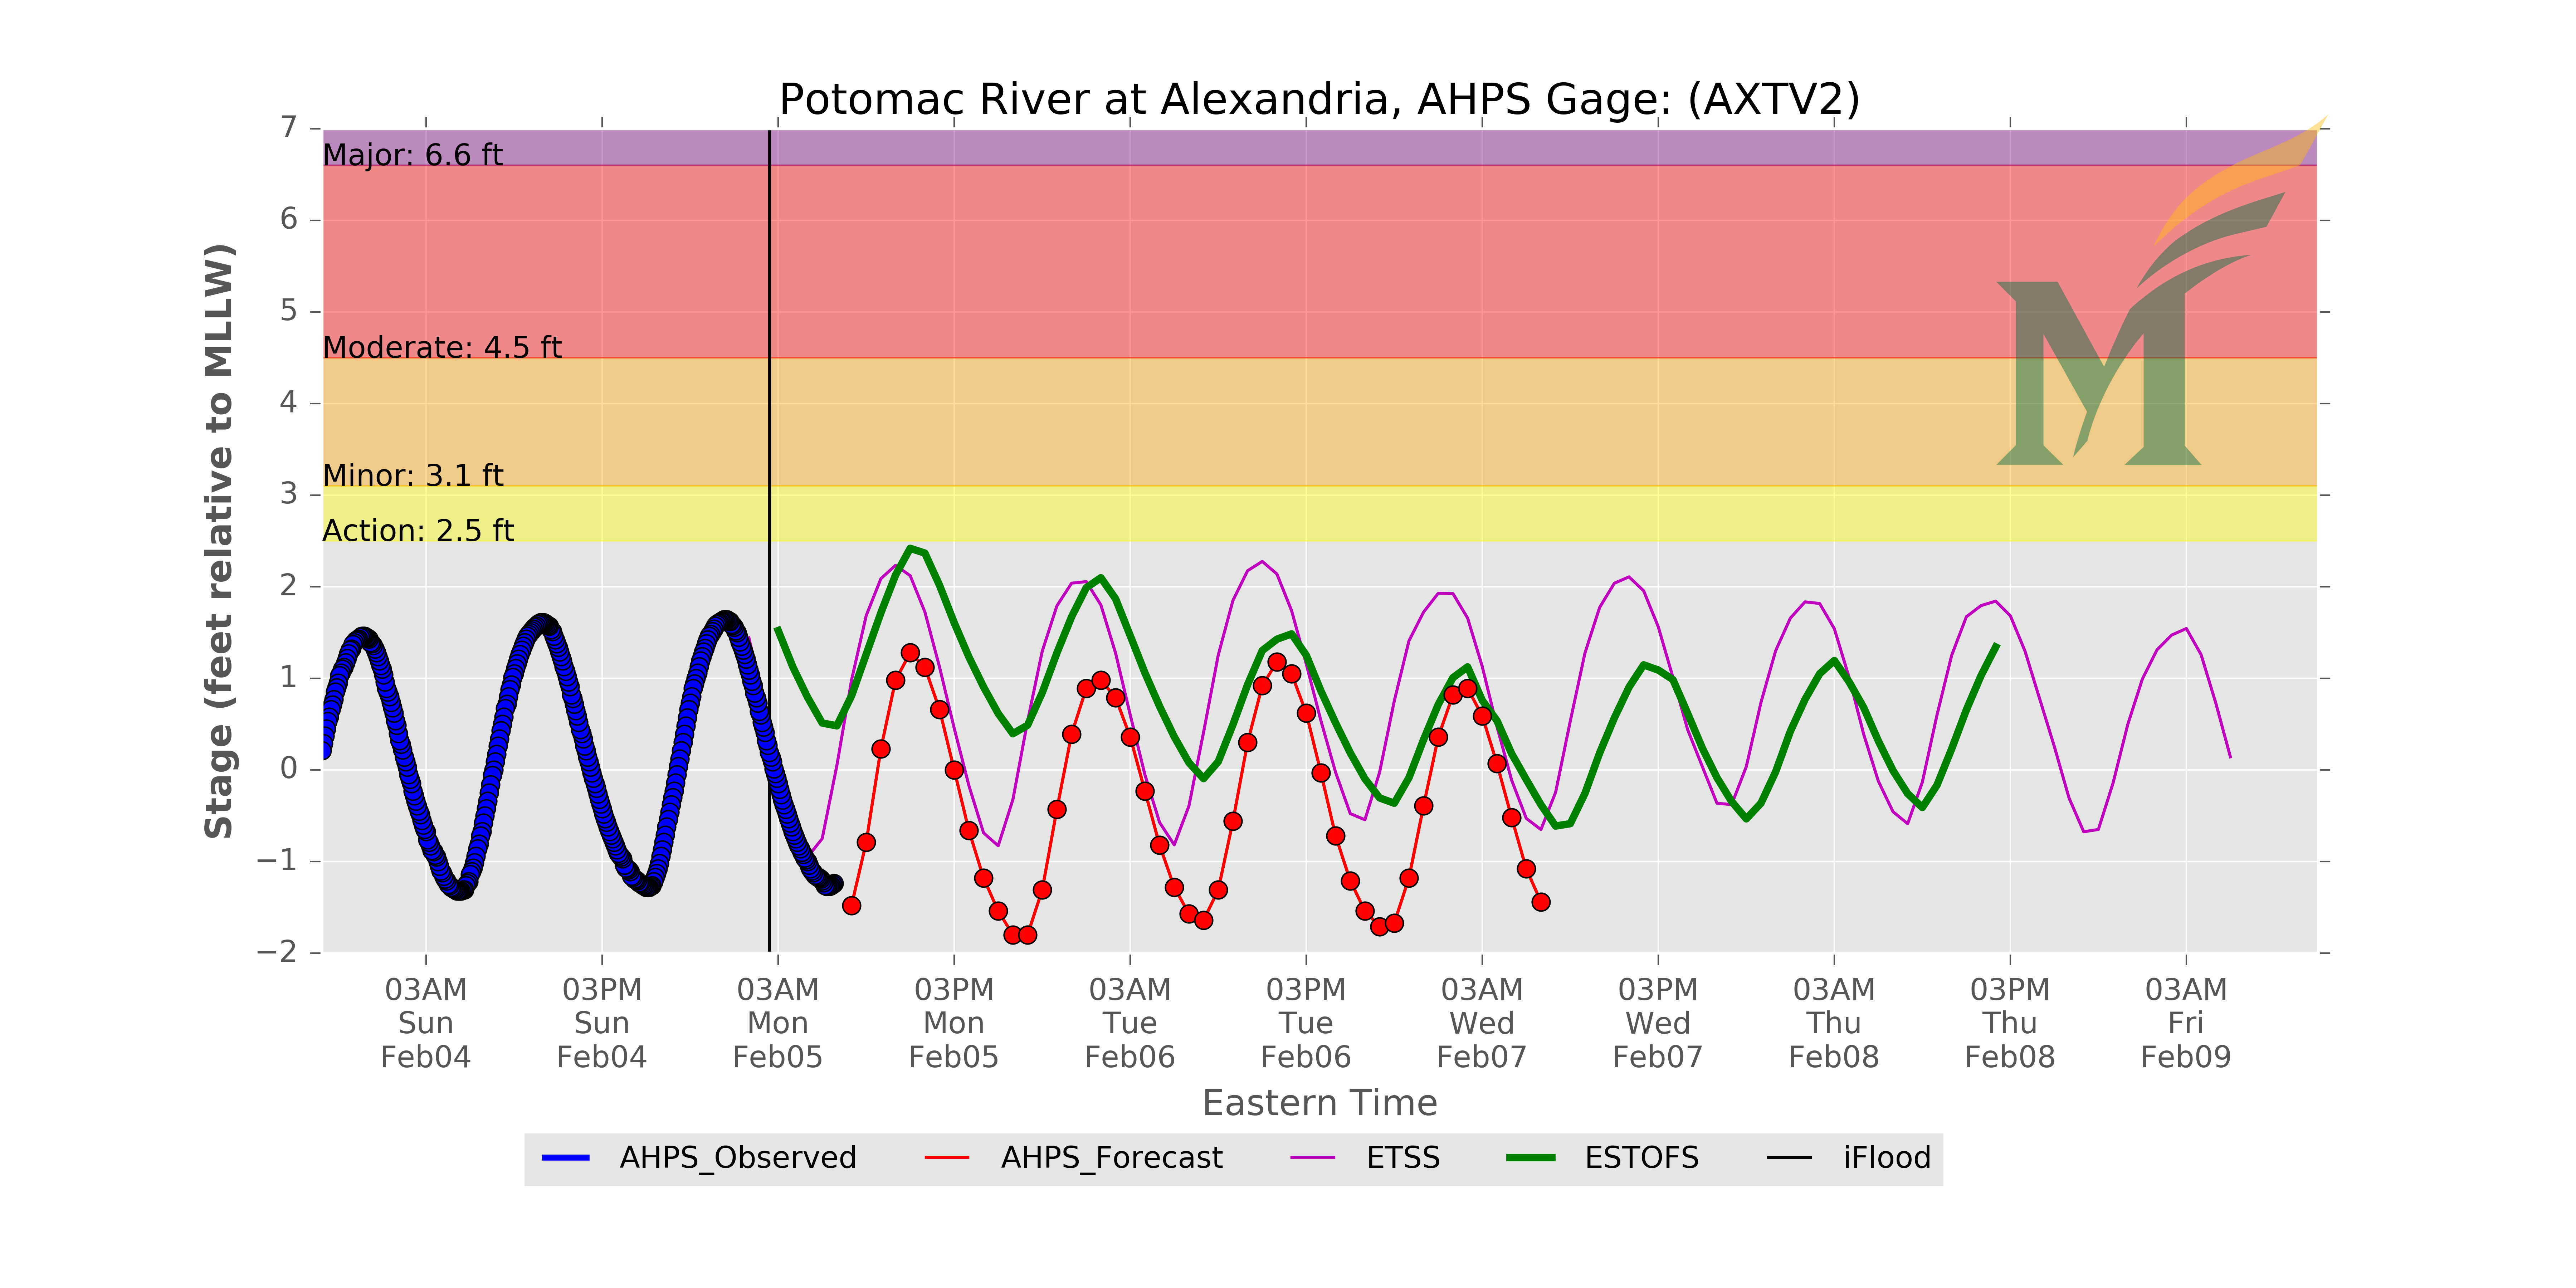 Potomac River at Alexandria, AHPS Gage: (AXTV2)
Stage (feet relative to MLLW)
7
6
5
4
3
2
1
0
−1
−2
Major: 6.6 ft
Moderate: 4.5 ft
Minor: 3.1 ft
Action: 2.5 ft
M
03AM 03PM 03AM 03PM 03AM 03PM 03AM 03PM 03AM 03PM 03AM
Sun Sun Mon Mon Tue Tue Wed Wed Thu Thu Fri
Feb04 Feb04 Feb05 Feb05 Feb06 Feb06 Feb07 Feb07 Feb08 Feb08 Feb09
Eastern Time
AHPS_Observed AHPS_Forecast ETSS ESTOFS iFlood